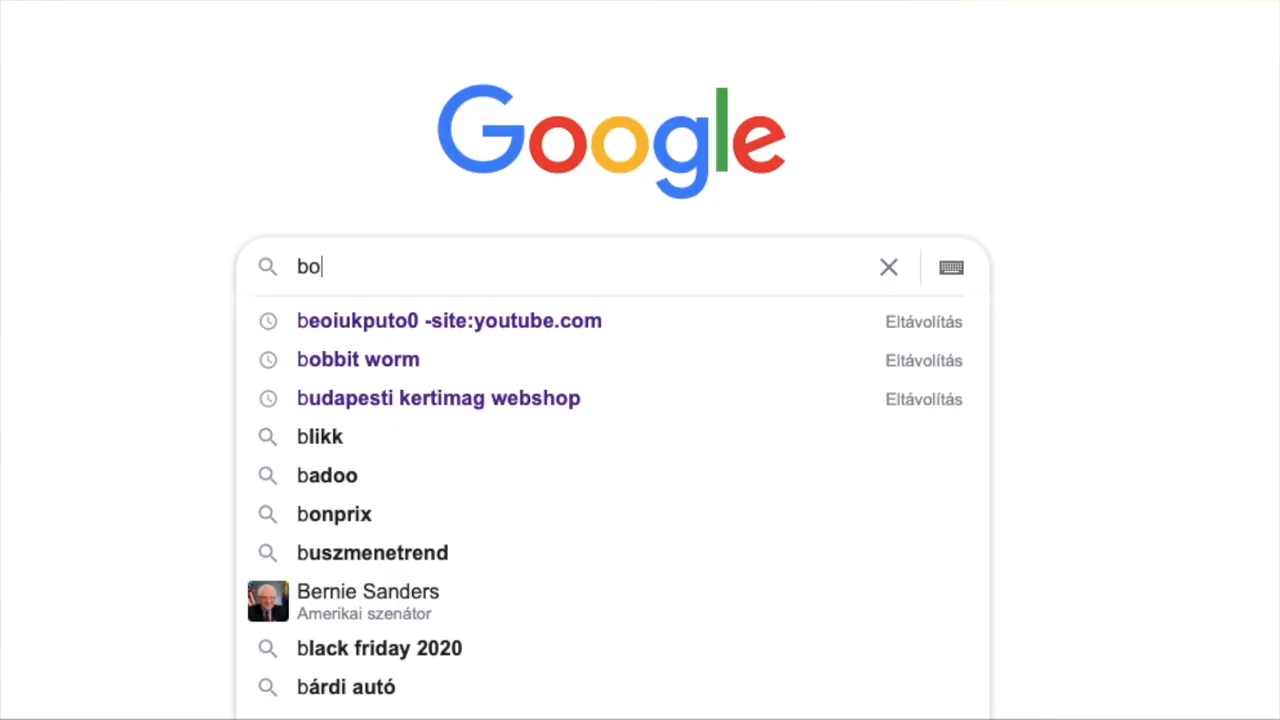 Google
bo
beoiukputo0 -site:youtube.com Eltávolítás
bobbit worm Eltávolítás
budapesti kertimag webshop Eltávolítás
blikk
badoo
bonprix
buszmenetrend
Bernie Sanders
Amerikai szenátor
black friday 2020
bárdi autó